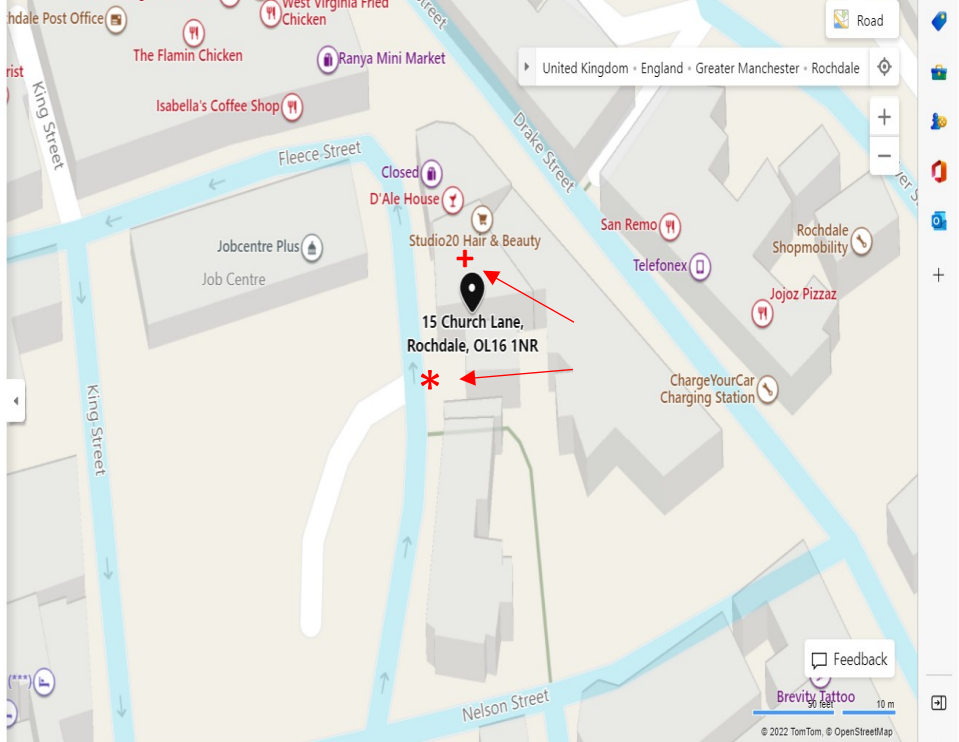 West Virginia Fried
Chicken
hdale Post Office
Road
The Flamin Chicken
Ranya Mini Market
United Kingdom • England • Greater Manchester • Rochdale
rist
King Street
Isabella's Coffee Shop
Drake Street
Fleece Street
Closed
D'Ale House
Studio20 Hair & Beauty
San Remo
Rochdale
Shopmobility
Jobcentre Plus
Job Centre
Telefonex
Jojoz Pizzaz
15 Church Lane,
Rochdale, OL16 1NR
ChargeYourCar
Charging Station
King Street
Feedback
(***)
Brevity Tattoo
Nelson Street
50 feet
10 m
© 2022 TomTom, © OpenStreetMap